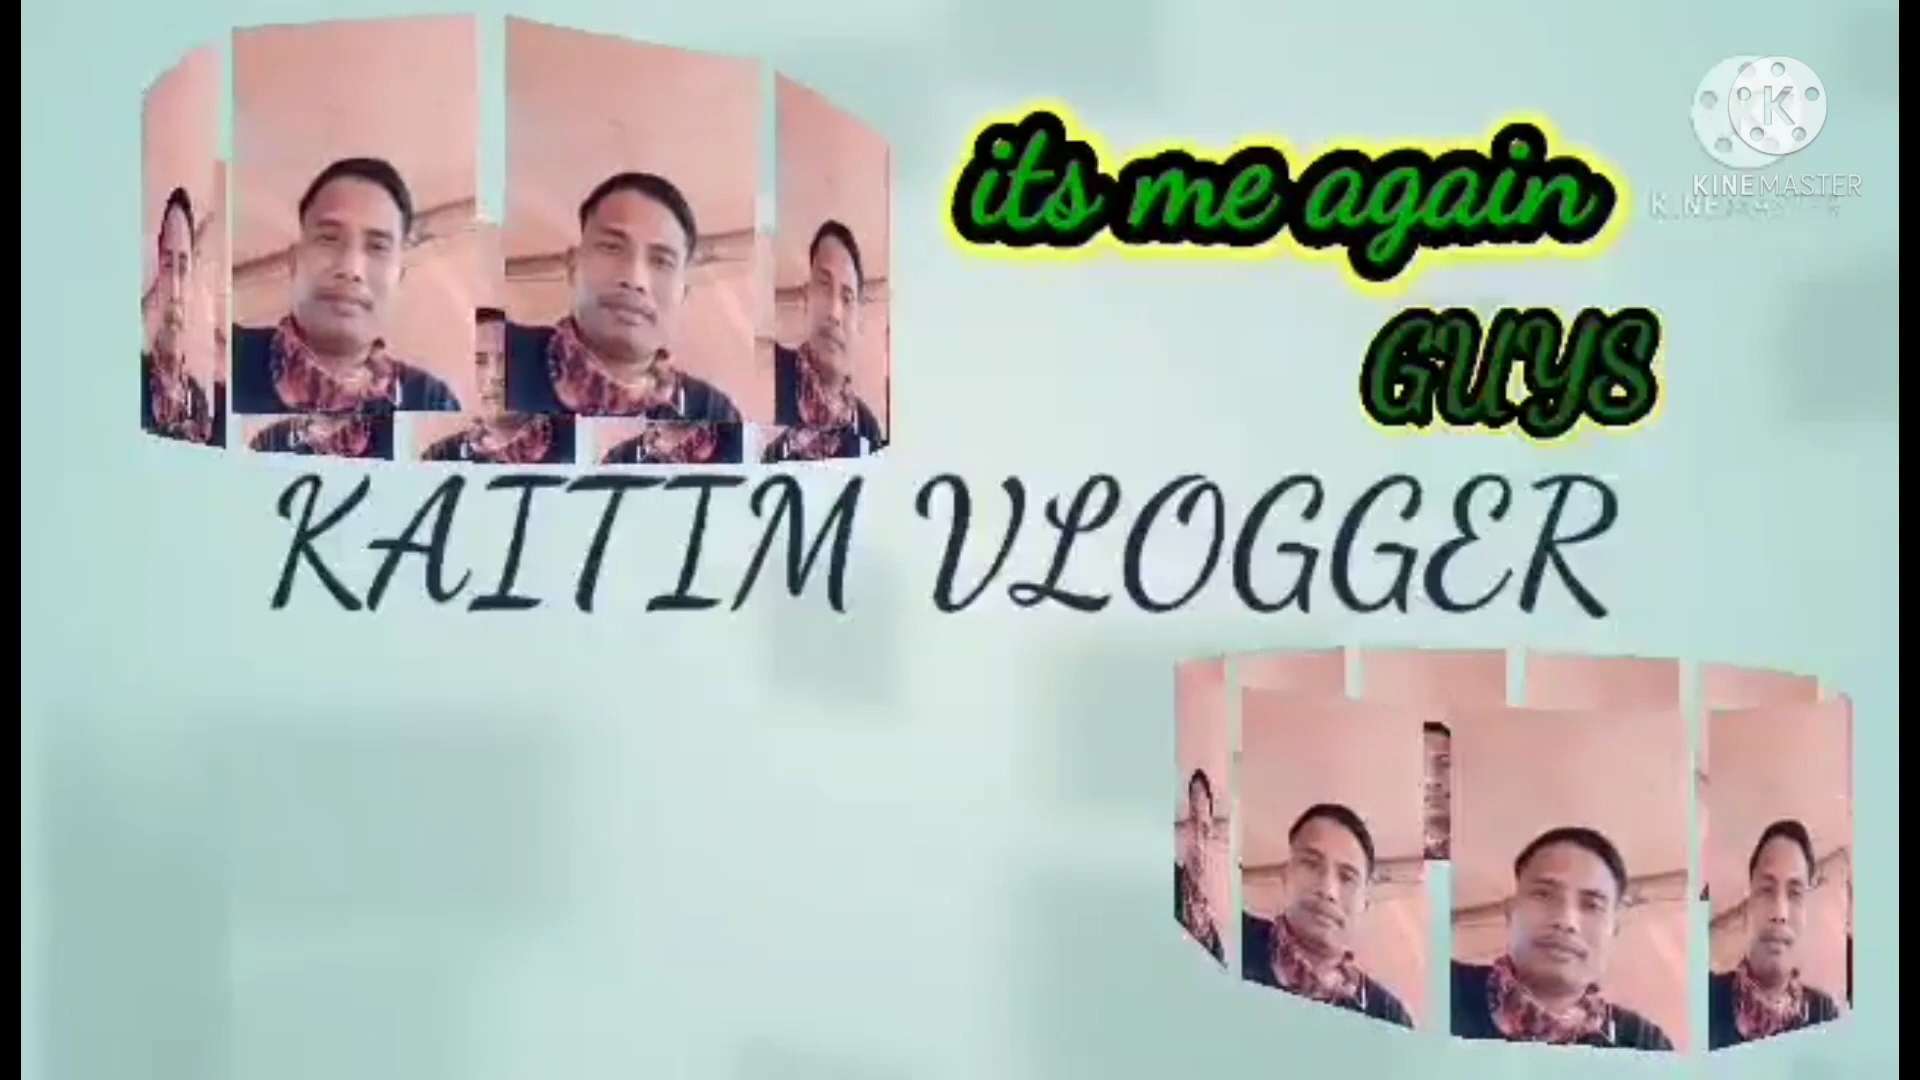 its me again
GUYS
KAITIM VLOGGER
K
KINEMASTER